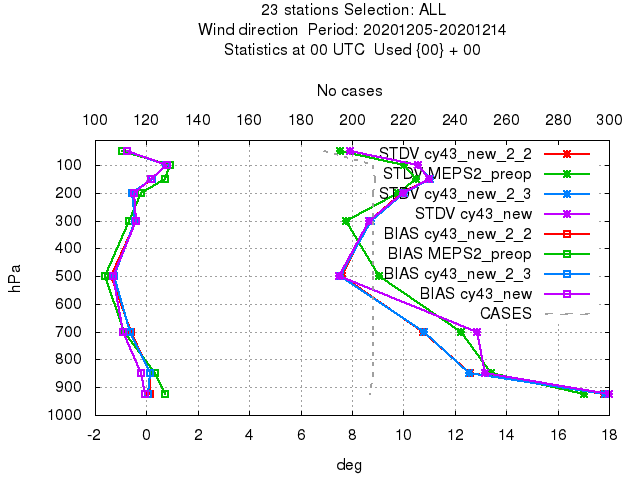 23 stations Selection: ALL
Wind direction  Period: 20201205-20201214
Statistics at 00 UTC  Used {00} + 00
No cases
100 120 140 160 180 200 220 240 260 280 300
100
200
300
400
500
600
700
800
900
1000
hPa
STDV cy43_new_2_2
STDV MEPS2_preop
STDV cy43_new_2_3
STDV cy43_new
BIAS cy43_new_2_2
BIAS MEPS2_preop
BIAS cy43_new_2_3
BIAS cy43_new
CASES
-2 0 2 4 6 8 10 12 14 16 18
deg